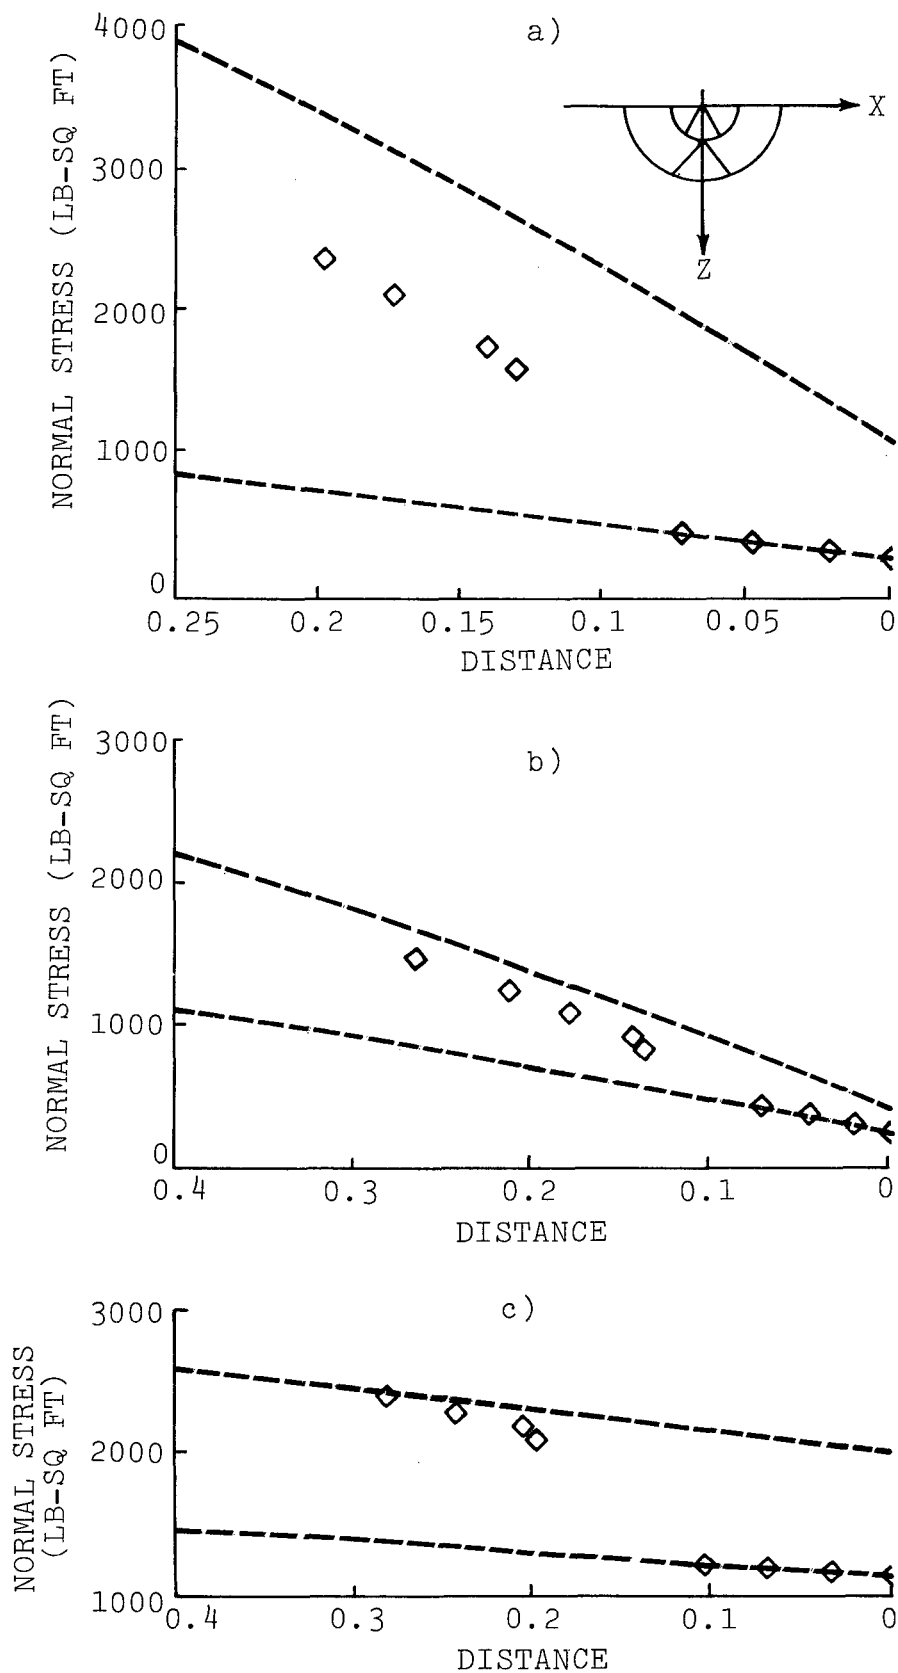 a)
NORMAL STRESS (LB-SQ FT)
4000
3000
2000
1000
0
X
Z
0.25 0.2 0.15 0.1 0.05 0
DISTANCE
b)
NORMAL STRESS (LB-SQ FT)
3000
2000
1000
0
0.4 0.3 0.2 0.1 0
DISTANCE
c)
NORMAL STRESS
(LB-SQ FT)
3000
2000
1000
0.4 0.3 0.2 0.1 0
DISTANCE